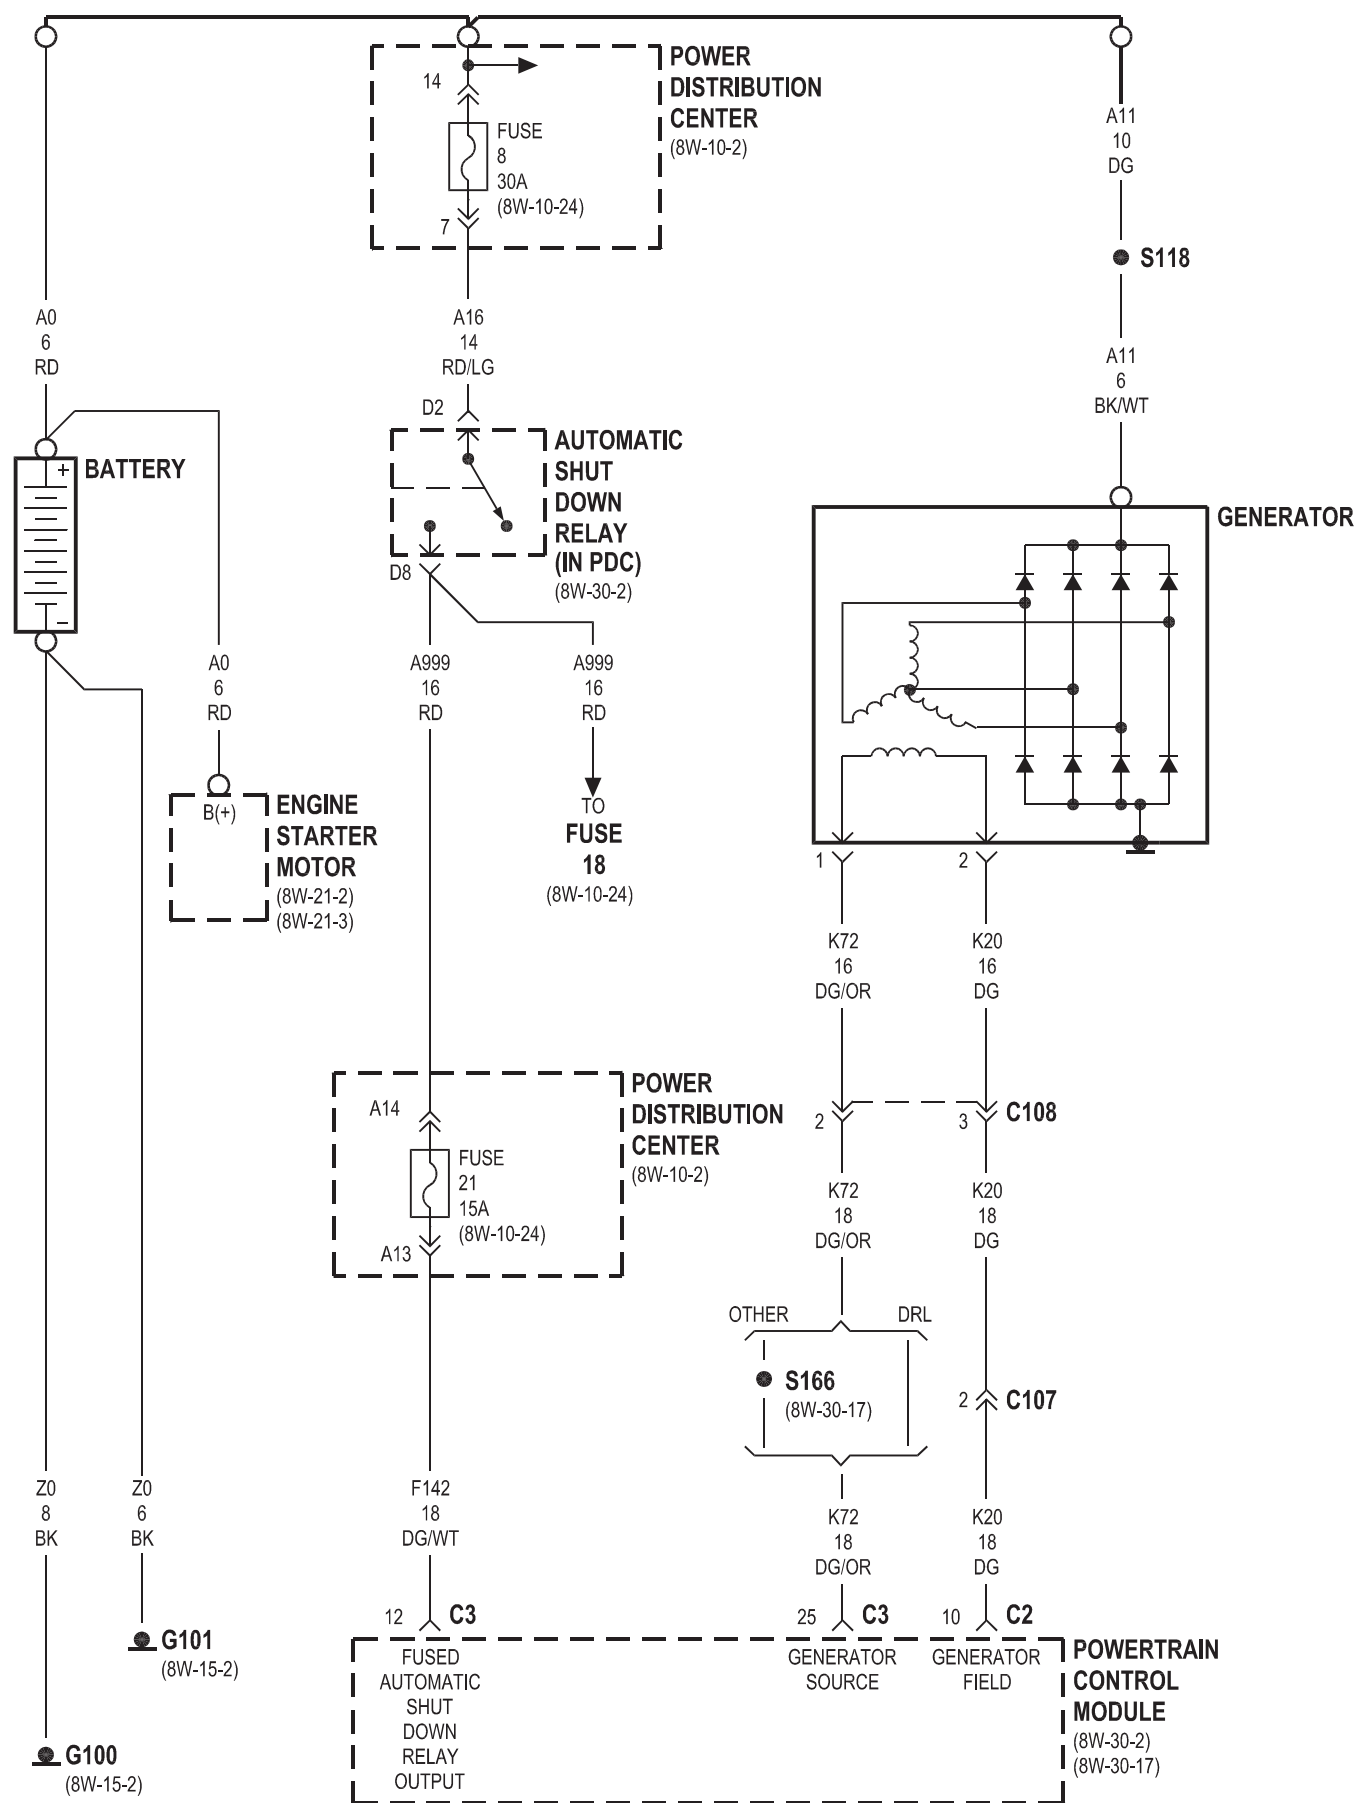 POWER
DISTRIBUTION
CENTER
(8W-10-2)
14
FUSE
8
30A
(8W-10-24)
7
A11
10
DG
S118
A0
6
RD
A16
14
RD/LG
A11
6
BK/WT
D2
AUTOMATIC
SHUT
DOWN
RELAY
(IN PDC)
(8W-30-2)
D8
+
BATTERY
–
GENERATOR
A0
6
RD
A999
16
RD
A999
16
RD
B(+)
ENGINE
STARTER
MOTOR
(8W-21-2)
(8W-21-3)
TO
FUSE
18
(8W-10-24)
1
2
K72
16
DG/OR
K20
16
DG
POWER
DISTRIBUTION
CENTER
(8W-10-2)
A14
FUSE
21
15A
(8W-10-24)
A13
2
3
C108
K72
18
DG/OR
K20
18
DG
OTHER
DRL
S166
(8W-30-17)
2
C107
Z0
8
BK
Z0
6
BK
F142
18
DG/WT
K72
18
DG/OR
K20
18
DG
12
C3
25
C3
10
C2
G101
(8W-15-2)
G100
(8W-15-2)
FUSED
AUTOMATIC
SHUT
DOWN
RELAY
OUTPUT
GENERATOR
SOURCE
GENERATOR
FIELD
POWERTRAIN
CONTROL
MODULE
(8W-30-2)
(8W-30-17)